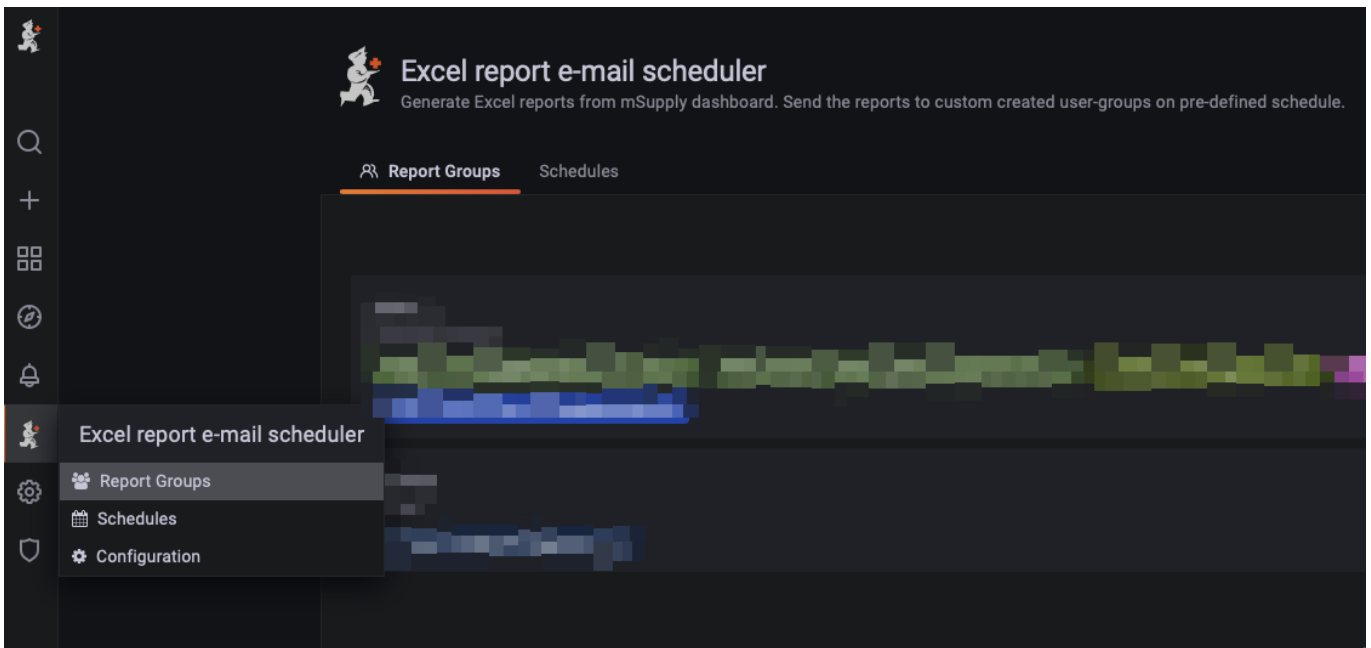 Excel report e-mail scheduler
Generate Excel reports from mSupply dashboard. Send the reports to custom created user-groups on pre-defined schedule.
Report Groups
Schedules
Excel report e-mail scheduler
Report Groups
Schedules
Configuration